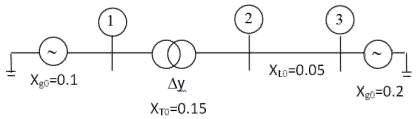 1
2
3
~
~
X_g0=0.1
Δy
X_L0=0.05
X_g0=0.2
X_T0=0.15